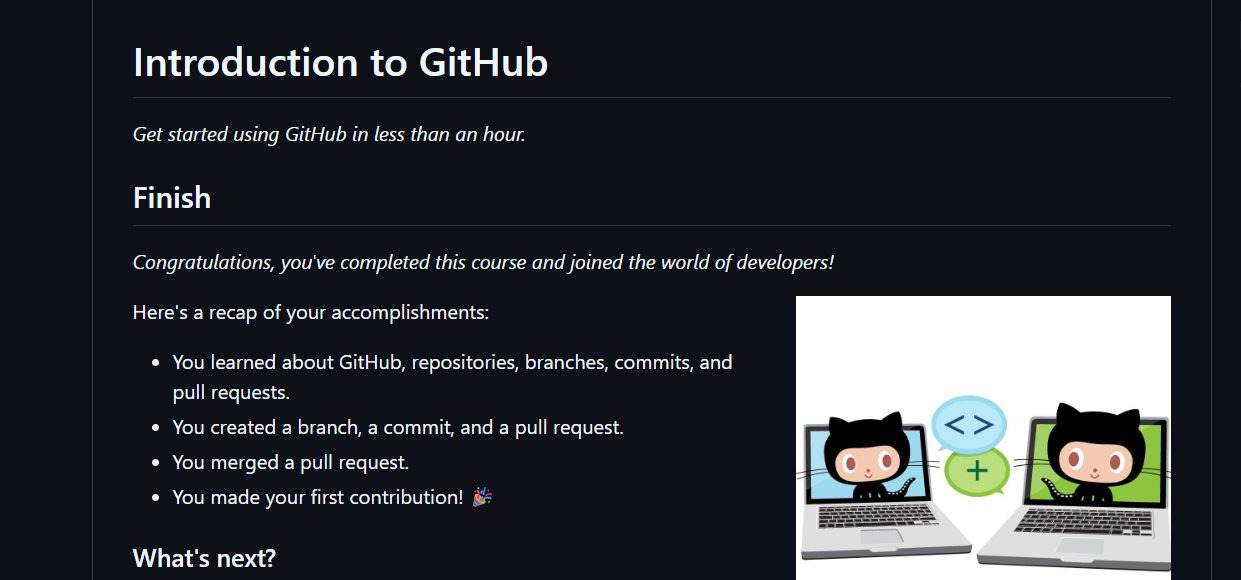 Introduction to GitHub
Get started using GitHub in less than an hour.
Finish
Congratulations, you've completed this course and joined the world of developers!
Here's a recap of your accomplishments:
• You learned about GitHub, repositories, branches, commits, and
pull requests.
• You created a branch, a commit, and a pull request.
• You merged a pull request.
• You made your first contribution! 🎉
< >
+
What's next?